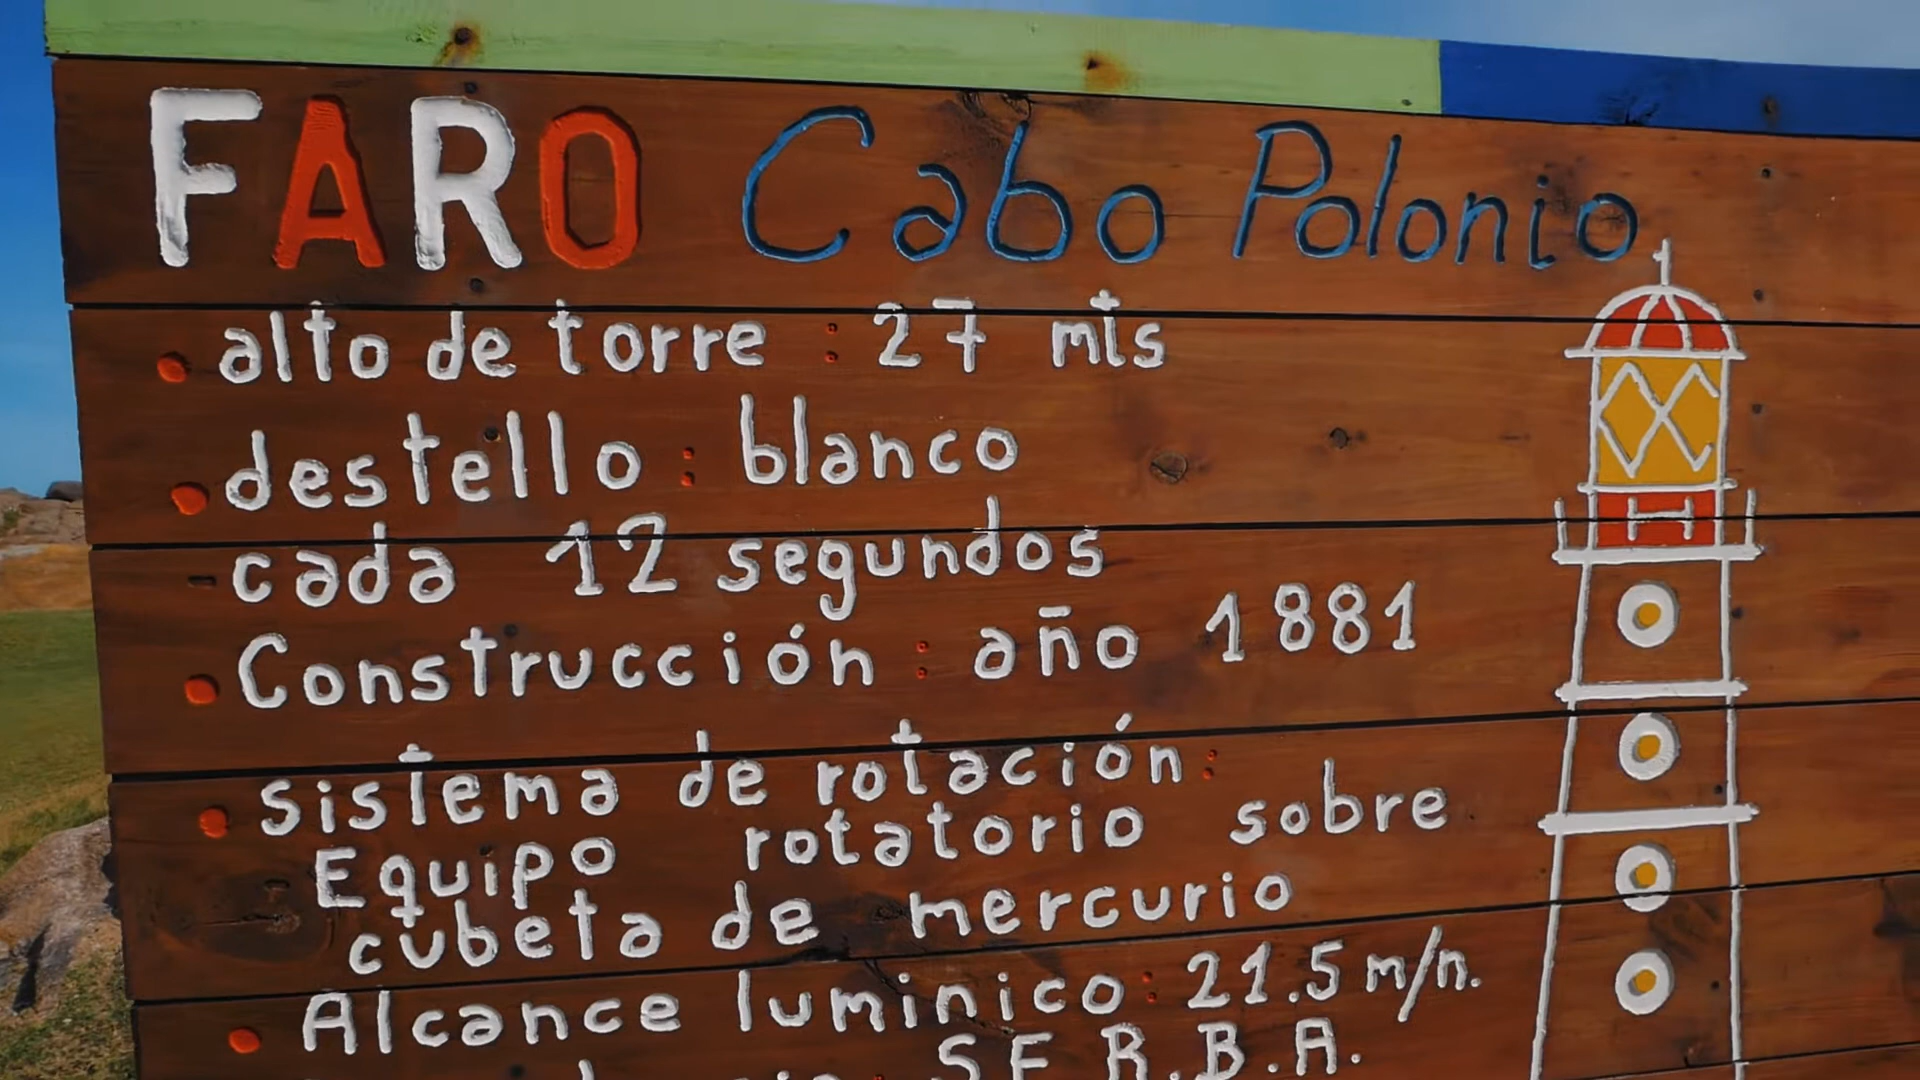 FARO Cabo Polonio
alto de torre : 27 mts
destello : blanco
cada 12 segundos
Construcción : año 1881
sistema de rotación :
Equipo rotatorio sobre
cubeta de mercurio
Alcance luminico : 21.5 m/n.
S.E.R.B.A.